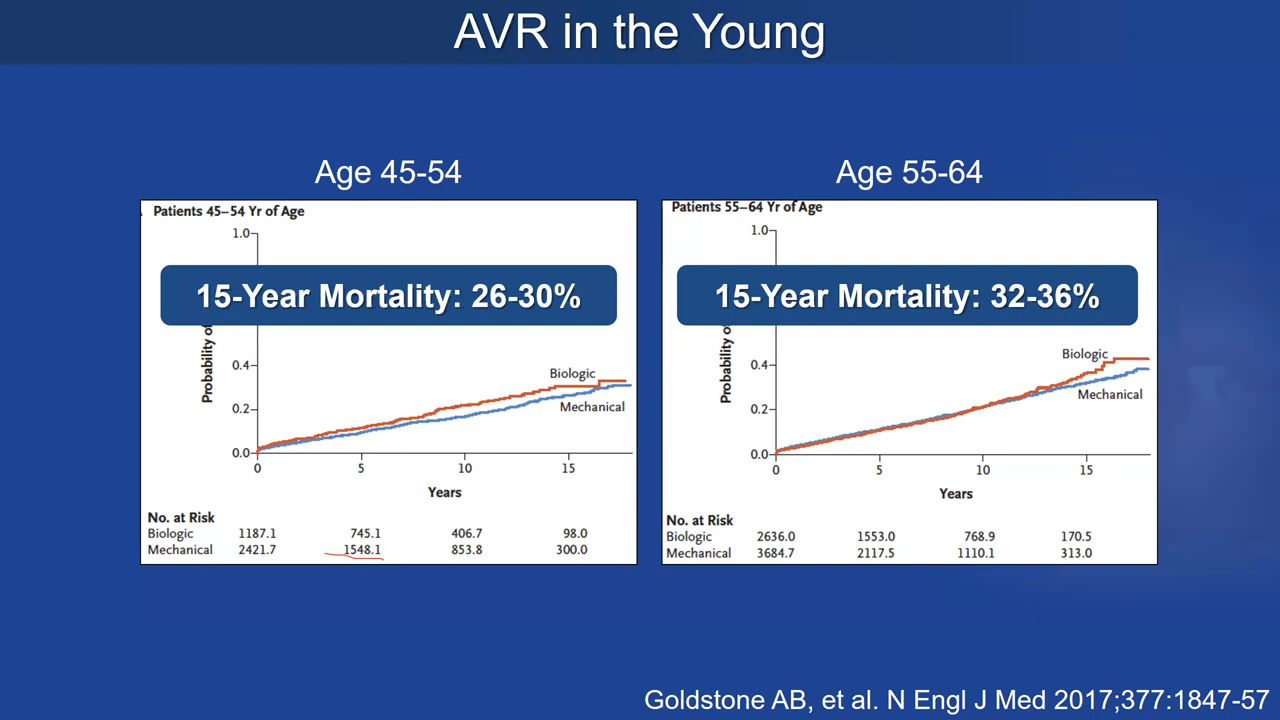 AVR in the Young
Age 45-54
Patients 45–54 Yr of Age
1.0
15-Year Mortality: 26-30%
Probability of
0.4
0.2
0.0
Biologic
Mechanical
0 5 10 15
Years
No. at Risk
Biologic 1187.1 745.1 406.7 98.0
Mechanical 2421.7 1548.1 853.8 300.0
Age 55-64
Patients 55–64 Yr of Age
1.0
15-Year Mortality: 32-36%
Probability of
0.4
0.2
0.0
Biologic
Mechanical
0 5 10 15
Years
No. at Risk
Biologic 2636.0 1553.0 768.9 170.5
Mechanical 3684.7 2117.5 1110.1 313.0
Goldstone AB, et al. N Engl J Med 2017;377:1847-57